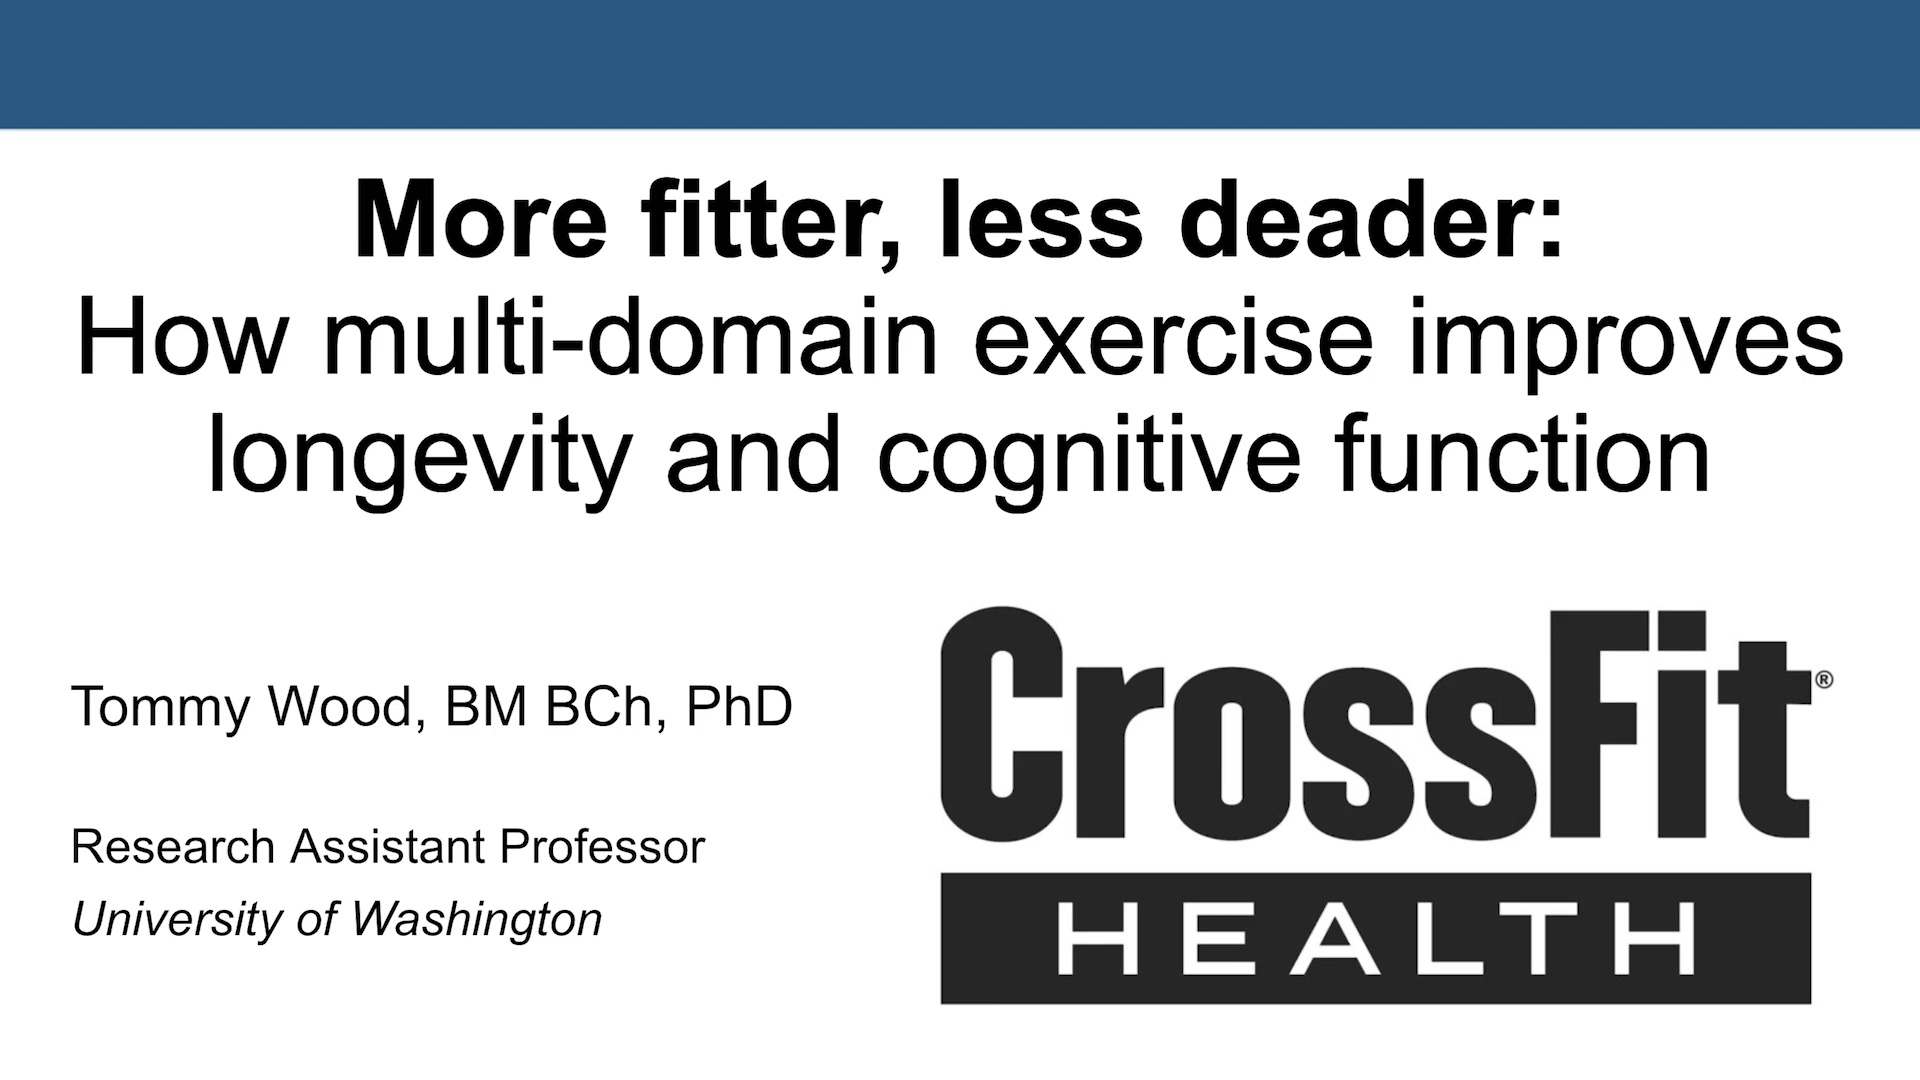 More fitter, less deader:
How multi-domain exercise improves
longevity and cognitive function
Tommy Wood, BM BCh, PhD
Research Assistant Professor
University of Washington
CrossFit®
HEALTH